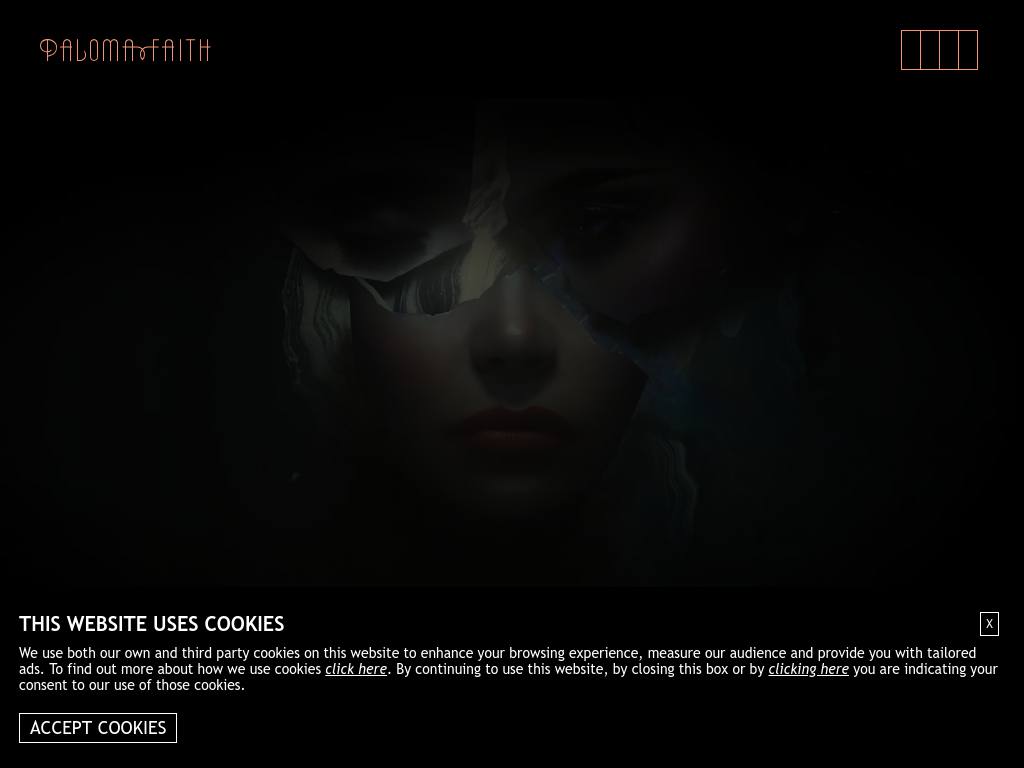 PALOMA FAITH
THIS WEBSITE USES COOKIES
X
We use both our own and third party cookies on this website to enhance your browsing experience, measure our audience and provide you with tailored
ads. To find out more about how we use cookies click here. By continuing to use this website, by closing this box or by clicking here you are indicating your
consent to our use of those cookies.
ACCEPT COOKIES